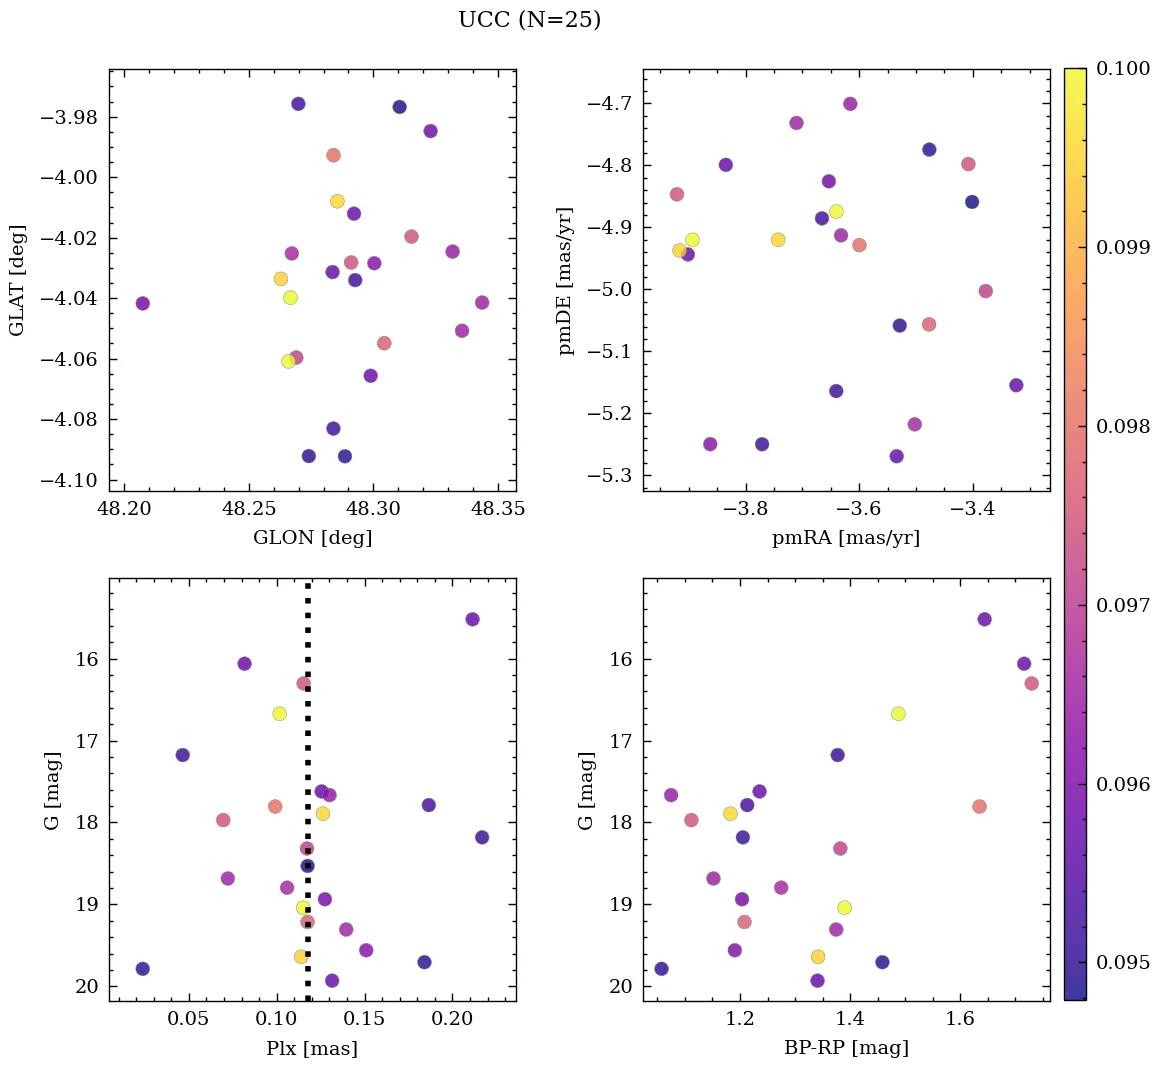 UCC (N=25)
−3.98
−4.00
−4.02
−4.04
−4.06
−4.08
−4.10
GLAT [deg]
48.20 48.25 48.30 48.35
GLON [deg]
−4.7
−4.8
−4.9
−5.0
−5.1
−5.2
−5.3
pmDE [mas/yr]
−3.8 −3.6 −3.4
pmRA [mas/yr]
16
17
18
19
20
G [mag]
0.05 0.10 0.15 0.20
Plx [mas]
16
17
18
19
20
G [mag]
1.2 1.4 1.6
BP-RP [mag]
0.100
0.099
0.098
0.097
0.096
0.095